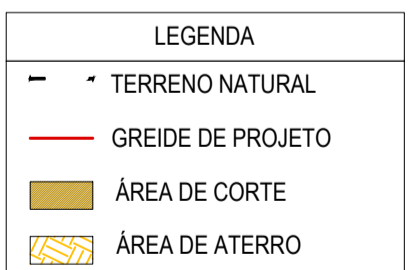 LEGENDA
TERRENO NATURAL
GREIDE DE PROJETO
ÁREA DE CORTE
ÁREA DE ATERRO